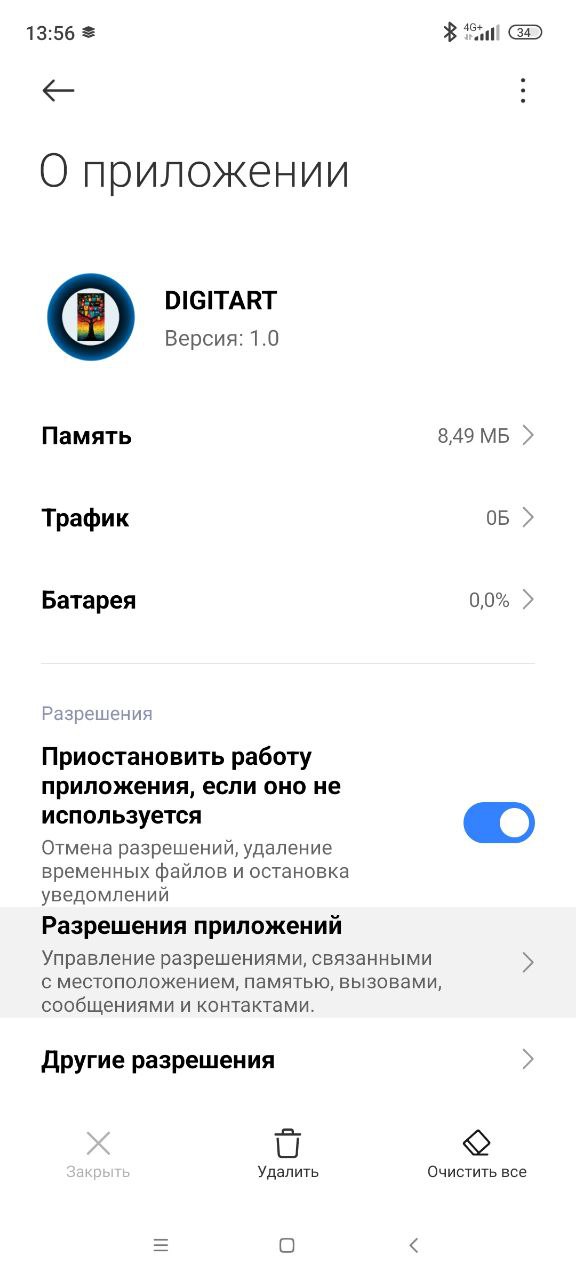 13:56 4G+ 34
О приложении
DIGITART
Версия: 1.0
Память 8,49 МБ
Трафик 0Б
Батарея 0,0%
Разрешения
Приостановить работу
приложения, если оно не
используется
Отмена разрешений, удаление
временных файлов и остановка
уведомлений
Разрешения приложений
Управление разрешениями, связанными
с местоположением, памятью, вызовами,
сообщениями и контактами.
Другие разрешения
Закрыть Удалить Очистить все